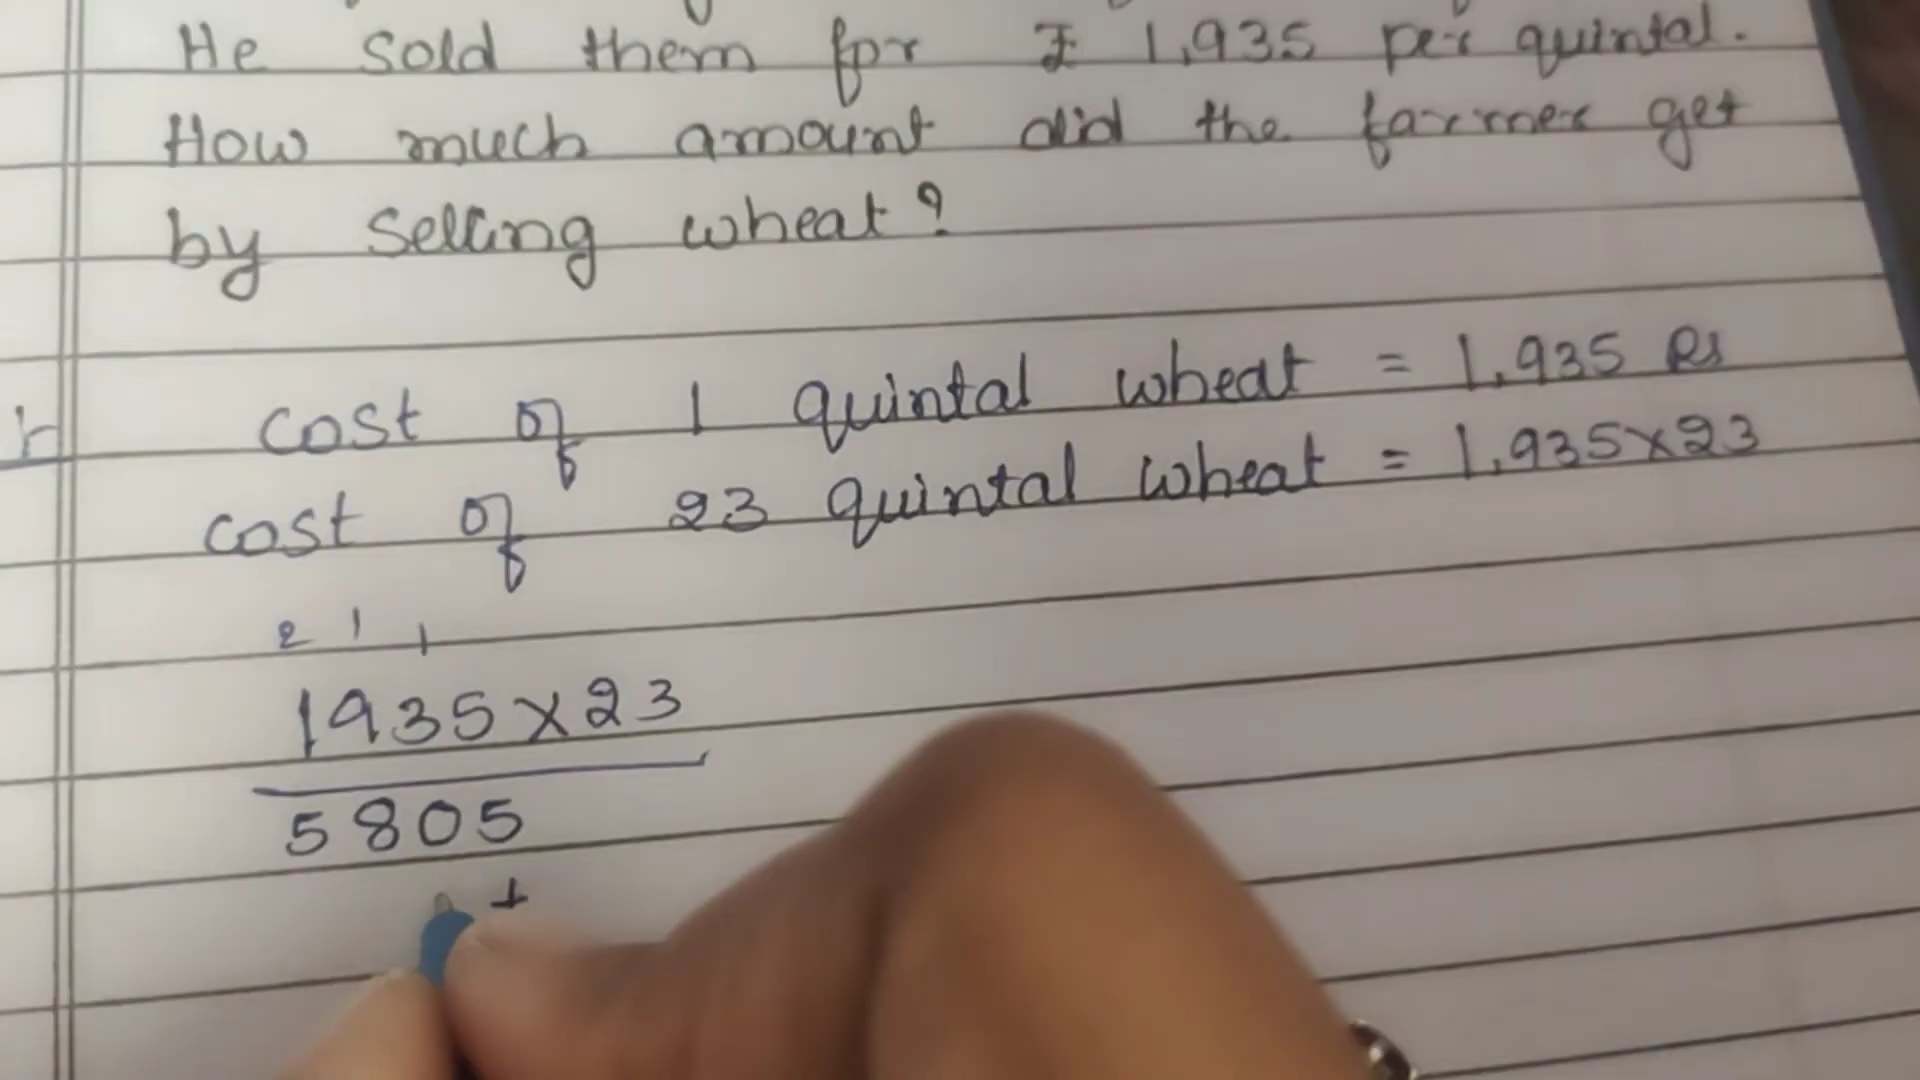 He sold them for ₹ 1,935 per quintal.
How much amount did the farmer get
by selling wheat?
cost of 1 quintal wheat = 1,935 Rs
cost of 23 quintal wheat = 1,935×23
2 1 1
1935×23
5805
+